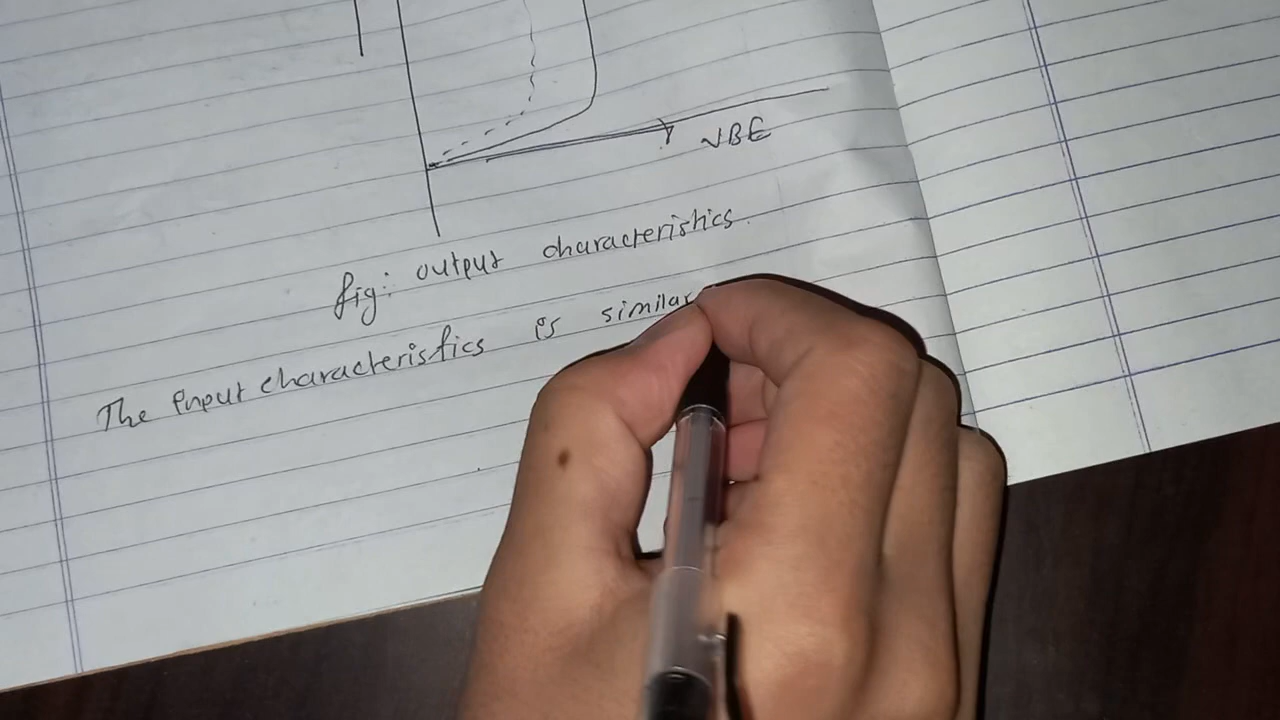 VBE
fig: output characteristics.
The input characteristics is similar